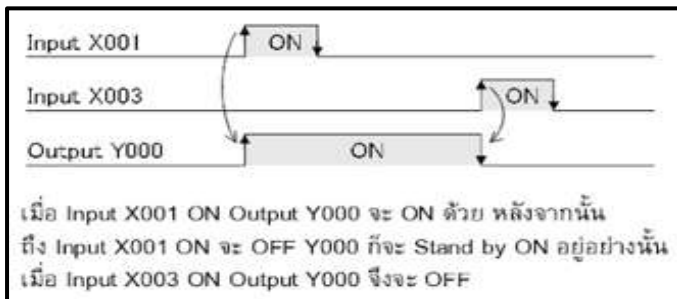 Input X001 ON
Input X003 ON
Output Y000 ON
เมื่อ Input X001 ON Output Y000 จะ ON ด้วย หลังจากนั้น
ถึง Input X001 ON จะ OFF Y000 ก็จะ Stand by ON อยู่อย่างนั้น
เมื่อ Input X003 ON Output Y000 จึงจะ OFF